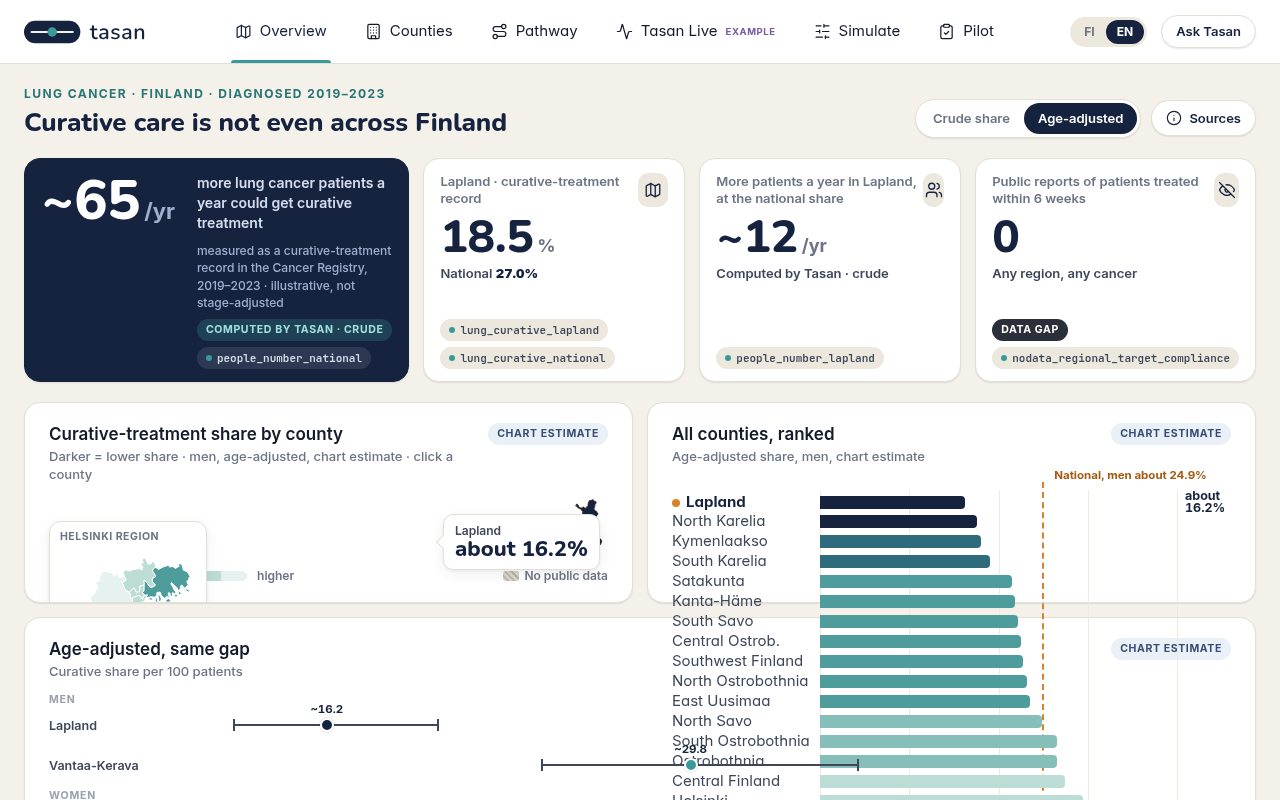 tasan
Overview
Counties
Pathway
Tasan Live EXAMPLE
Simulate
Pilot
FI EN
Ask Tasan
LUNG CANCER · FINLAND · DIAGNOSED 2019–2023
Curative care is not even across Finland
Crude share
Age-adjusted
Sources
~65 /yr
more lung cancer patients a
year could get curative
treatment
measured as a curative-treatment
record in the Cancer Registry,
2019–2023 · illustrative, not
stage-adjusted
COMPUTED BY TASAN · CRUDE
people_number_national
Lapland · curative-treatment
record
18.5 %
National 27.0%
lung_curative_lapland
lung_curative_national
More patients a year in Lapland,
at the national share
~12 /yr
Computed by Tasan · crude
people_number_lapland
Public reports of patients treated
within 6 weeks
0
Any region, any cancer
DATA GAP
nodata_regional_target_compliance
Curative-treatment share by county
CHART ESTIMATE
Darker = lower share · men, age-adjusted, chart estimate · click a
county
HELSINKI REGION
Lapland
about 16.2%
higher
No public data
All counties, ranked
CHART ESTIMATE
Age-adjusted share, men, chart estimate
National, men about 24.9%
about
16.2%
Lapland
North Karelia
Kymenlaakso
South Karelia
Satakunta
Kanta-Häme
South Savo
Central Ostrob.
Southwest Finland
North Ostrobothnia
East Uusimaa
North Savo
South Ostrobothnia
Ostrobothnia
Central Finland
Helsinki
Age-adjusted, same gap
CHART ESTIMATE
Curative share per 100 patients
MEN
Lapland
~16.2
Vantaa-Kerava
~29.8
WOMEN